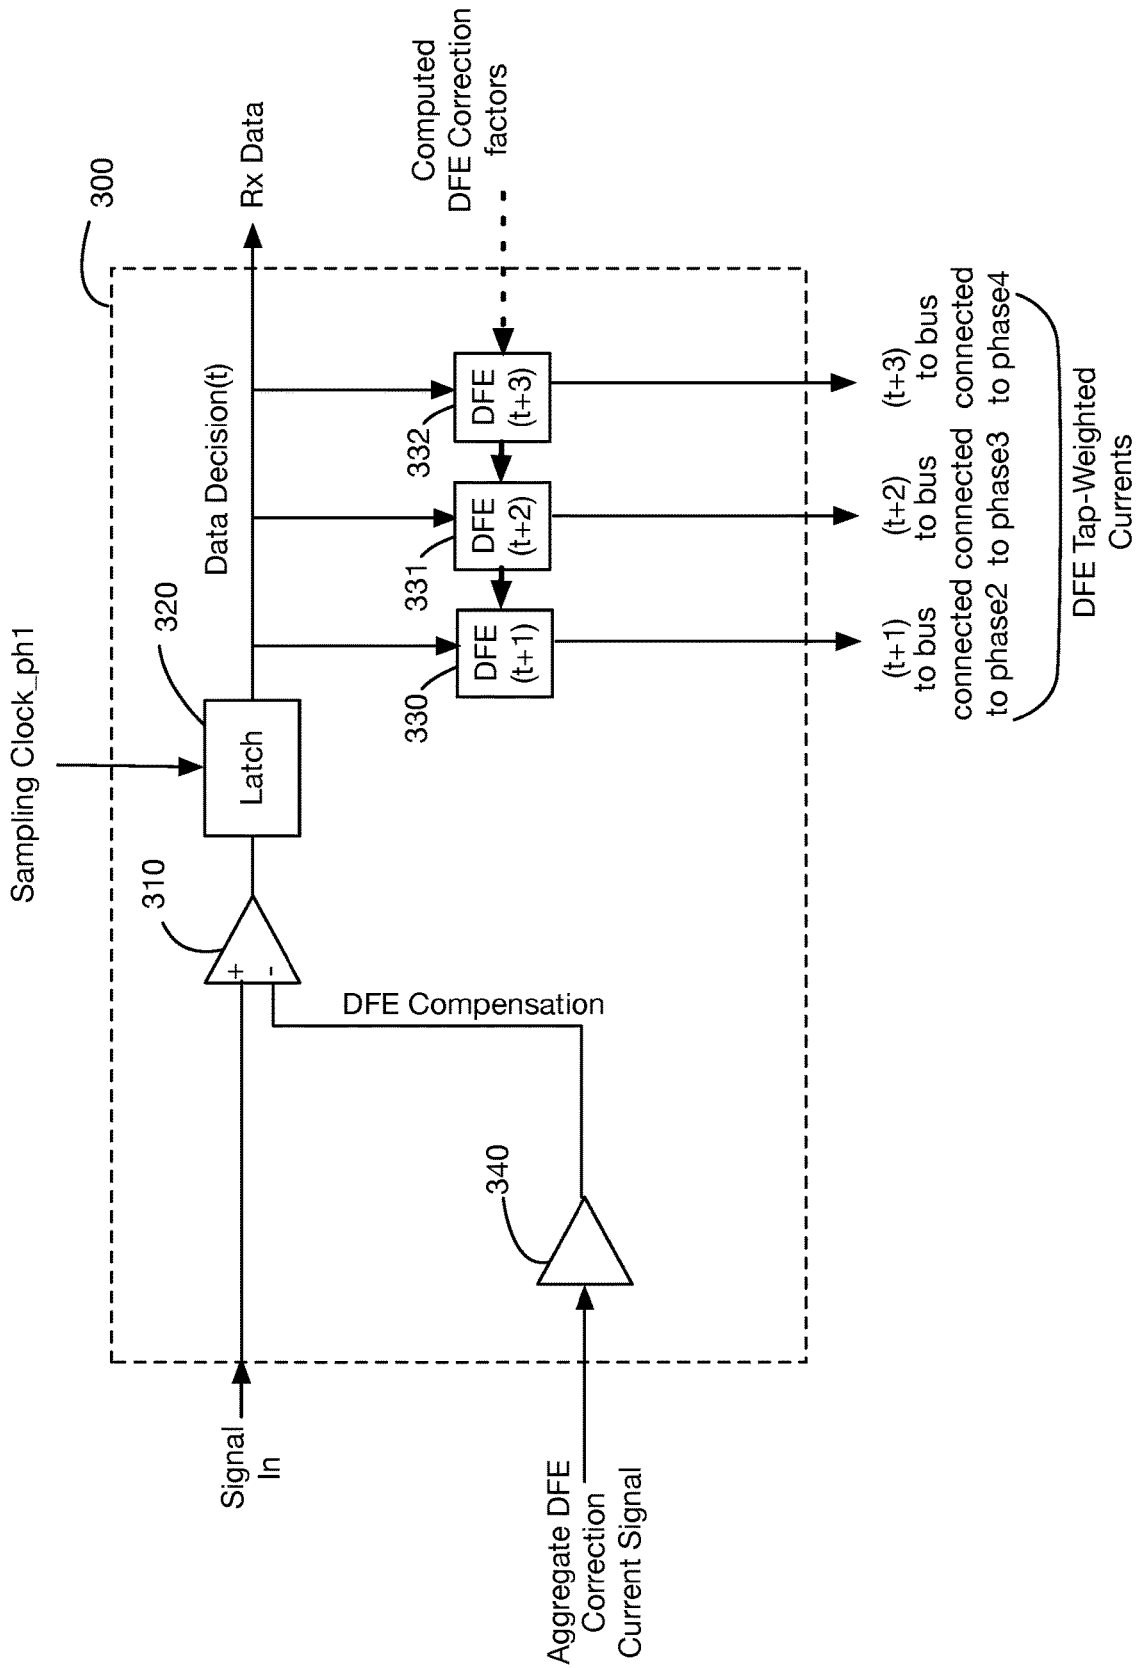 Sampling Clock_ph1
300
320
310
Latch
Data Decision(t)
Rx Data
Signal
In
+
-
DFE Compensation
330
DFE
(t+1)
331
DFE
(t+2)
332
DFE
(t+3)
Computed
DFE Correction
factors
340
Aggregate DFE
Correction
Current Signal
(t+1)
to bus
connected
to phase2
(t+2)
to bus
connected
to phase3
(t+3)
to bus
connected
to phase4
DFE Tap-Weighted
Currents